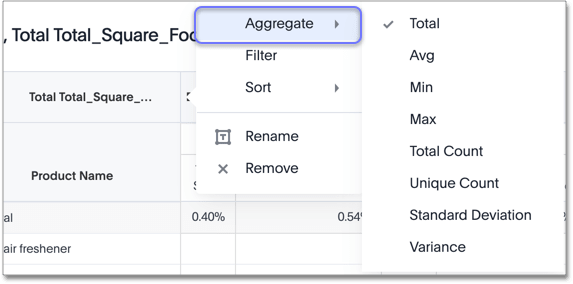 , Total Total_Square_Foo
Aggregate
Filter
Sort
Rename
Remove
Total
Avg
Min
Max
Total Count
Unique Count
Standard Deviation
Variance
Total Total_Square_...
Product Name
al
0.40%
0.54
air freshener